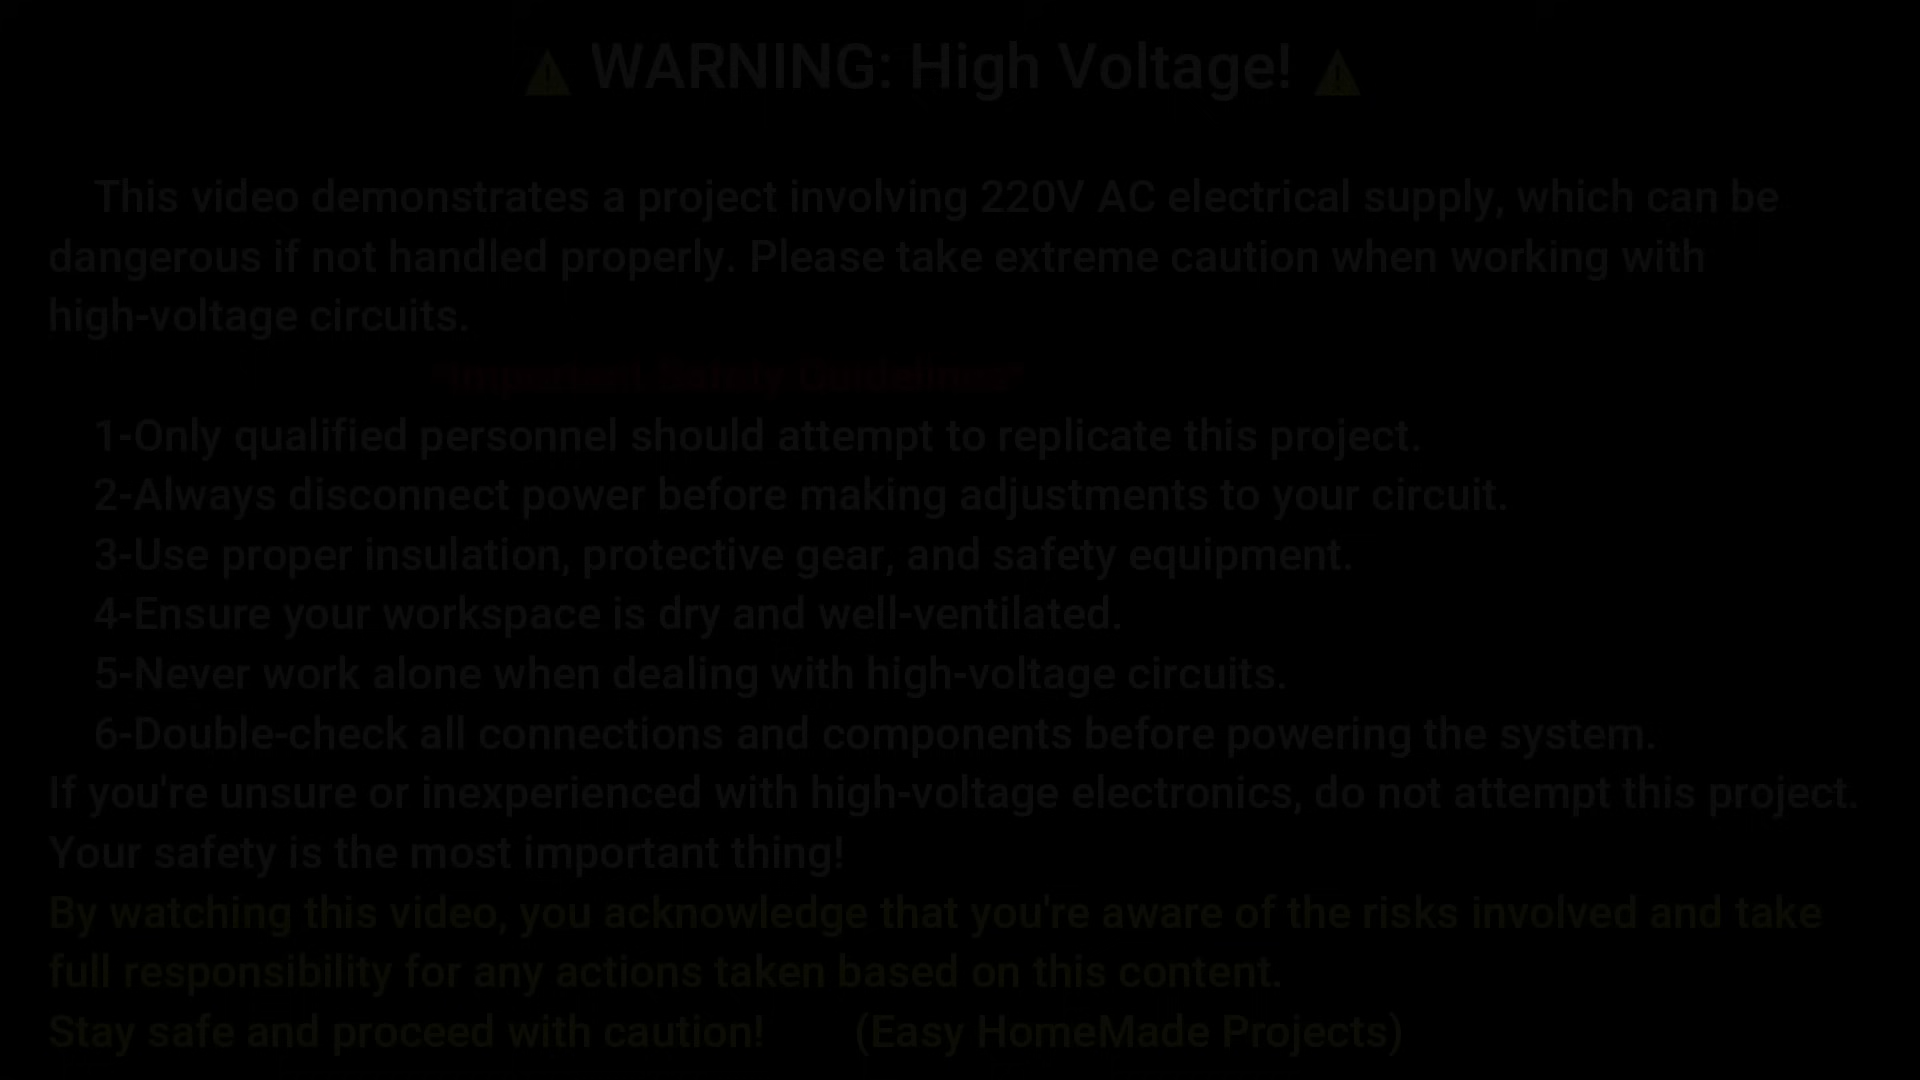 ⚠ WARNING: High Voltage! ⚠
This video demonstrates a project involving 220V AC electrical supply, which can be
dangerous if not handled properly. Please take extreme caution when working with
high-voltage circuits.
"Important Safety Guidelines"
1-Only qualified personnel should attempt to replicate this project.
2-Always disconnect power before making adjustments to your circuit.
3-Use proper insulation, protective gear, and safety equipment.
4-Ensure your workspace is dry and well-ventilated.
5-Never work alone when dealing with high-voltage circuits.
6-Double-check all connections and components before powering the system.
If you're unsure or inexperienced with high-voltage electronics, do not attempt this project.
Your safety is the most important thing!
By watching this video, you acknowledge that you're aware of the risks involved and take
full responsibility for any actions taken based on this content.
Stay safe and proceed with caution! (Easy HomeMade Projects)